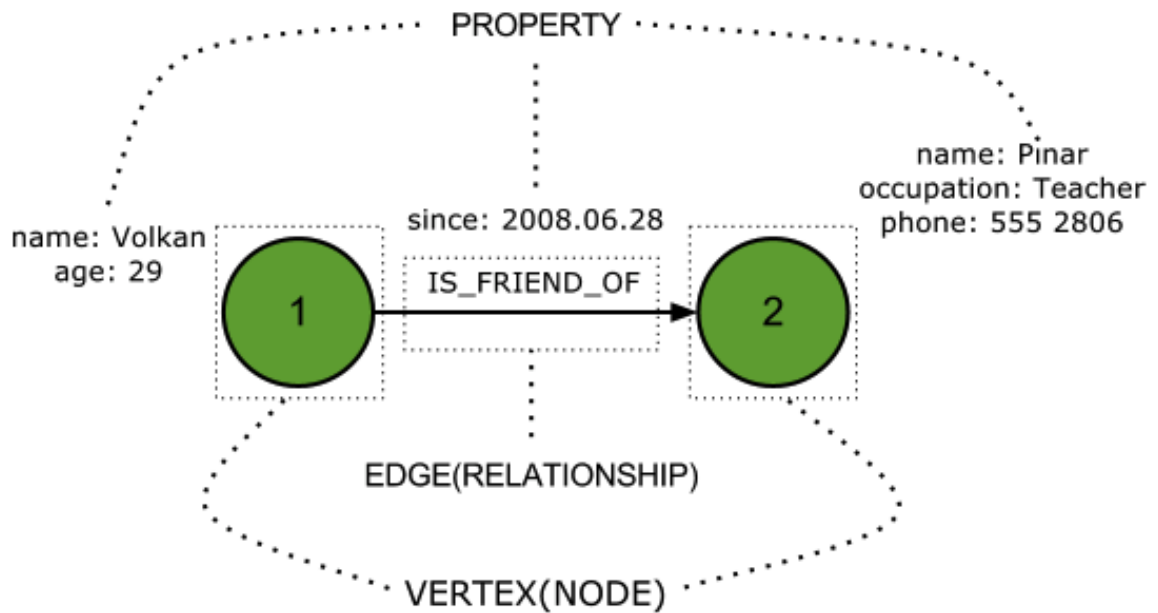 PROPERTY
name: Pınar
occupation: Teacher
phone: 555 2806
since: 2008.06.28
name: Volkan
age: 29
IS_FRIEND_OF
1
2
EDGE(RELATIONSHIP)
VERTEX(NODE)